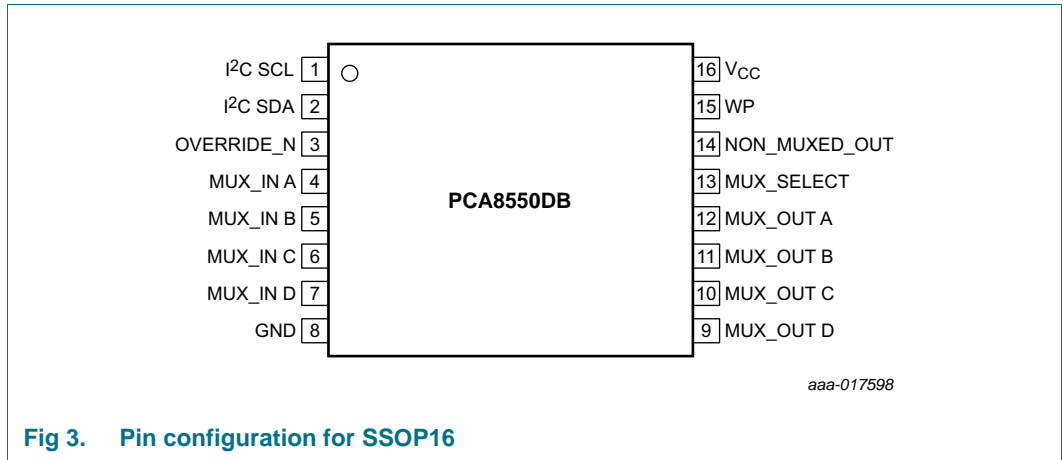 I2C SCL 1
I2C SDA 2
OVERRIDE_N 3
MUX_IN A 4
MUX_IN B 5
MUX_IN C 6
MUX_IN D 7
GND 8
PCA8550DB
16 VCC
15 WP
14 NON_MUXED_OUT
13 MUX_SELECT
12 MUX_OUT A
11 MUX_OUT B
10 MUX_OUT C
9 MUX_OUT D
aaa-017598
Fig 3. Pin configuration for SSOP16